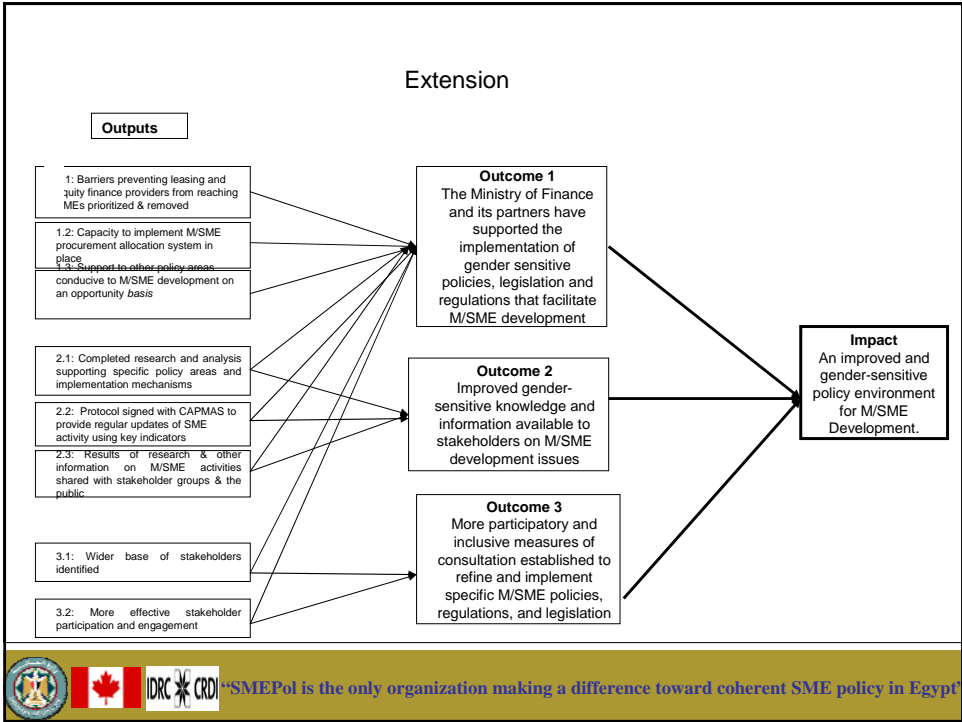 Extension
Outputs
1: Barriers preventing leasing and
quity finance providers from reaching
MEs prioritized & removed
1.2: Capacity to implement M/SME
procurement allocation system in
place
1.3: Support to other policy areas
conducive to M/SME development on
an opportunity basis
2.1: Completed research and analysis
supporting specific policy areas and
implementation mechanisms
2.2: Protocol signed with CAPMAS to
provide regular updates of SME
activity using key indicators
2.3: Results of research & other
information on M/SME activities
shared with stakeholder groups & the
public
3.1: Wider base of stakeholders
identified
3.2: More effective stakeholder
participation and engagement
Outcome 1
The Ministry of Finance
and its partners have
supported the
implementation of
gender sensitive
policies, legislation and
regulations that facilitate
M/SME development
Outcome 2
Improved gender-
sensitive knowledge and
information available to
stakeholders on M/SME
development issues
Outcome 3
More participatory and
inclusive measures of
consultation established to
refine and implement
specific M/SME policies,
regulations, and legislation
Impact
An improved and
gender-sensitive
policy environment
for M/SME
Development.
IDRC CRDI
“SMEPol is the only organization making a difference toward coherent SME policy in Egypt”